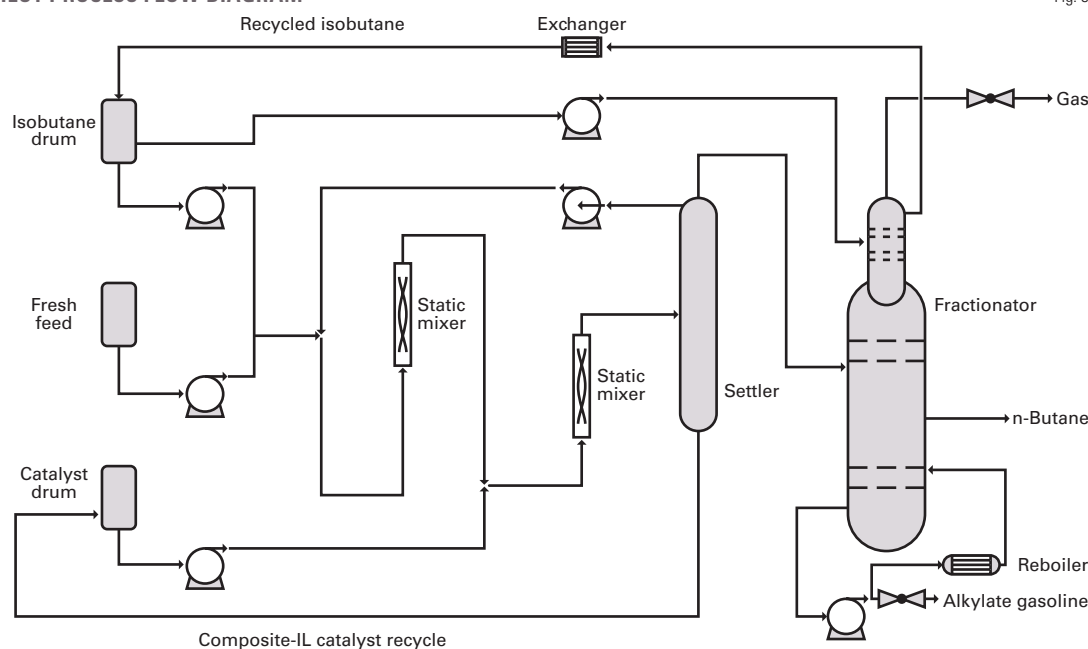 Recycled isobutane
Exchanger
Gas
Isobutane
drum
Fresh
feed
Static
mixer
Fractionator
Static
mixer
Settler
n-Butane
Catalyst
drum
Reboiler
Alkylate gasoline
Composite-IL catalyst recycle